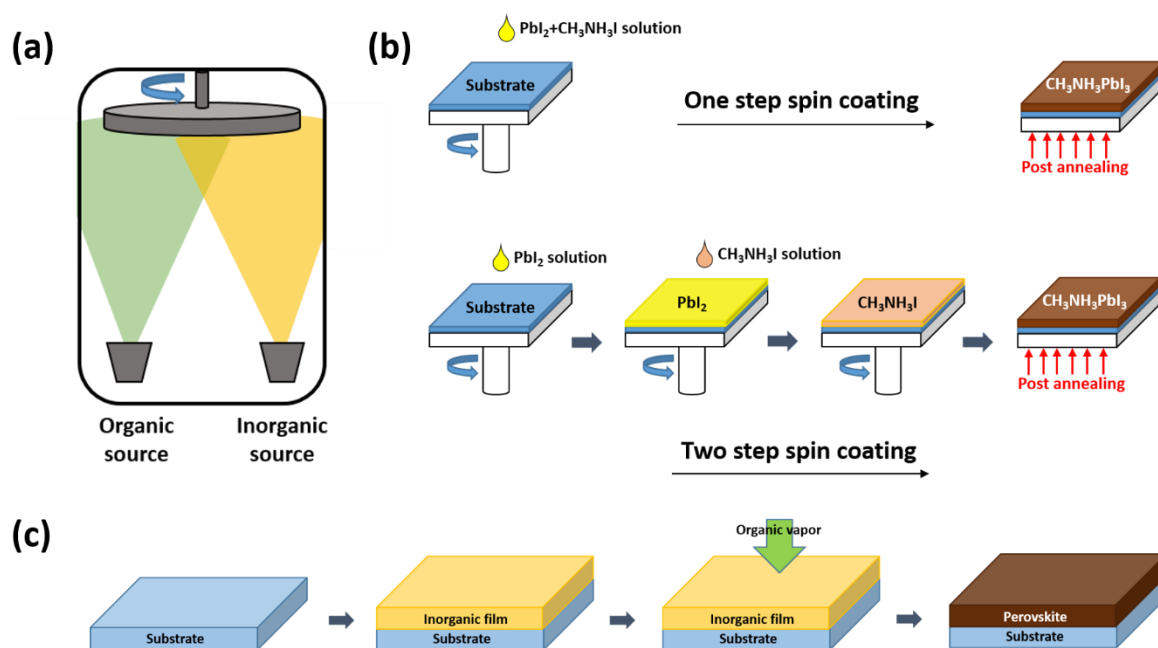 (a)
Organic
source
Inorganic
source
(b)
PbI₂+CH₃NH₃I solution
Substrate
One step spin coating
CH₃NH₃PbI₃
Post annealing
PbI₂ solution
CH₃NH₃I solution
Substrate
PbI₂
CH₃NH₃I
CH₃NH₃PbI₃
Post annealing
Two step spin coating
(c)
Organic vapor
Substrate
Inorganic film
Substrate
Inorganic film
Substrate
Perovskite
Substrate